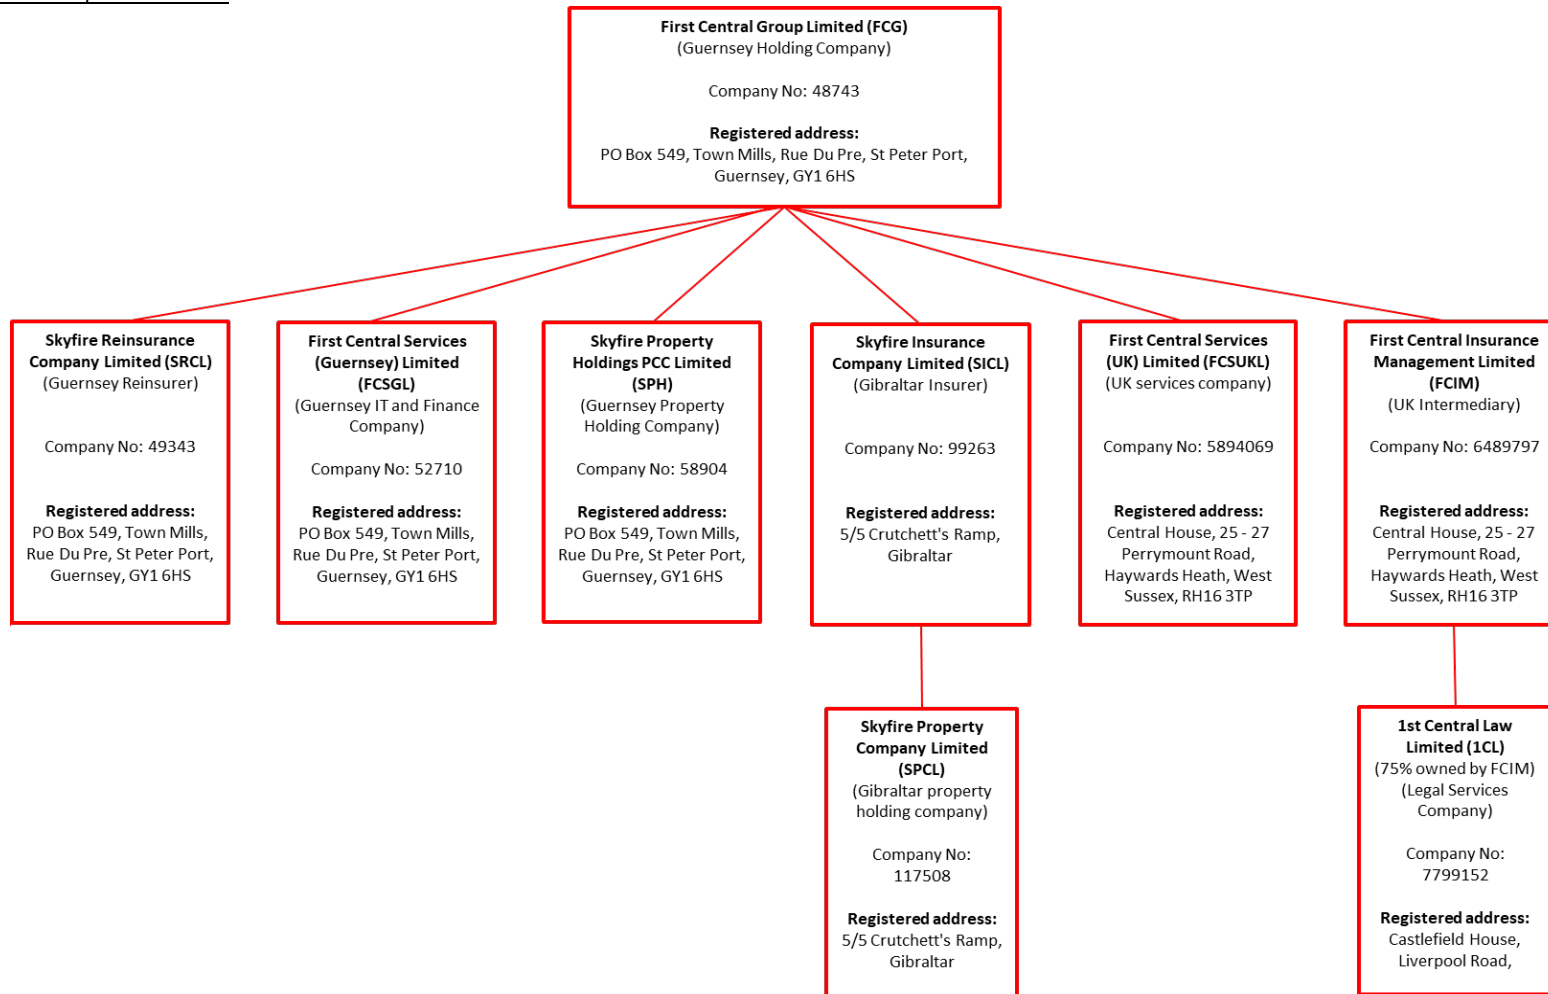 First Central Group Limited (FCG)
(Guernsey Holding Company)
Company No: 48743
Registered address:
PO Box 549, Town Mills, Rue Du Pre, St Peter Port,
Guernsey, GY1 6HS
Skyfire Reinsurance
Company Limited (SRCL)
(Guernsey Reinsurer)
Company No: 49343
Registered address:
PO Box 549, Town Mills,
Rue Du Pre, St Peter Port,
Guernsey, GY1 6HS
First Central Services
(Guernsey) Limited
(FCSGL)
(Guernsey IT and Finance
Company)
Company No: 52710
Registered address:
PO Box 549, Town Mills,
Rue Du Pre, St Peter Port,
Guernsey, GY1 6HS
Skyfire Property
Holdings PCC Limited
(SPH)
(Guernsey Property
Holding Company)
Company No: 58904
Registered address:
PO Box 549, Town Mills,
Rue Du Pre, St Peter Port,
Guernsey, GY1 6HS
Skyfire Insurance
Company Limited (SICL)
(Gibraltar Insurer)
Company No: 99263
Registered address:
5/5 Crutchett's Ramp,
Gibraltar
First Central Services
(UK) Limited (FCSUKL)
(UK services company)
Company No: 5894069
Registered address:
Central House, 25 - 27
Perrymount Road,
Haywards Heath, West
Sussex, RH16 3TP
First Central Insurance
Management Limited
(FCIM)
(UK Intermediary)
Company No: 6489797
Registered address:
Central House, 25 - 27
Perrymount Road,
Haywards Heath, West
Sussex, RH16 3TP
Skyfire Property
Company Limited
(SPCL)
(Gibraltar property
holding company)
Company No:
117508
Registered address:
5/5 Crutchett's Ramp,
Gibraltar
1st Central Law
Limited (1CL)
(75% owned by FCIM)
(Legal Services
Company)
Company No:
7799152
Registered address:
Castlefield House,
Liverpool Road,